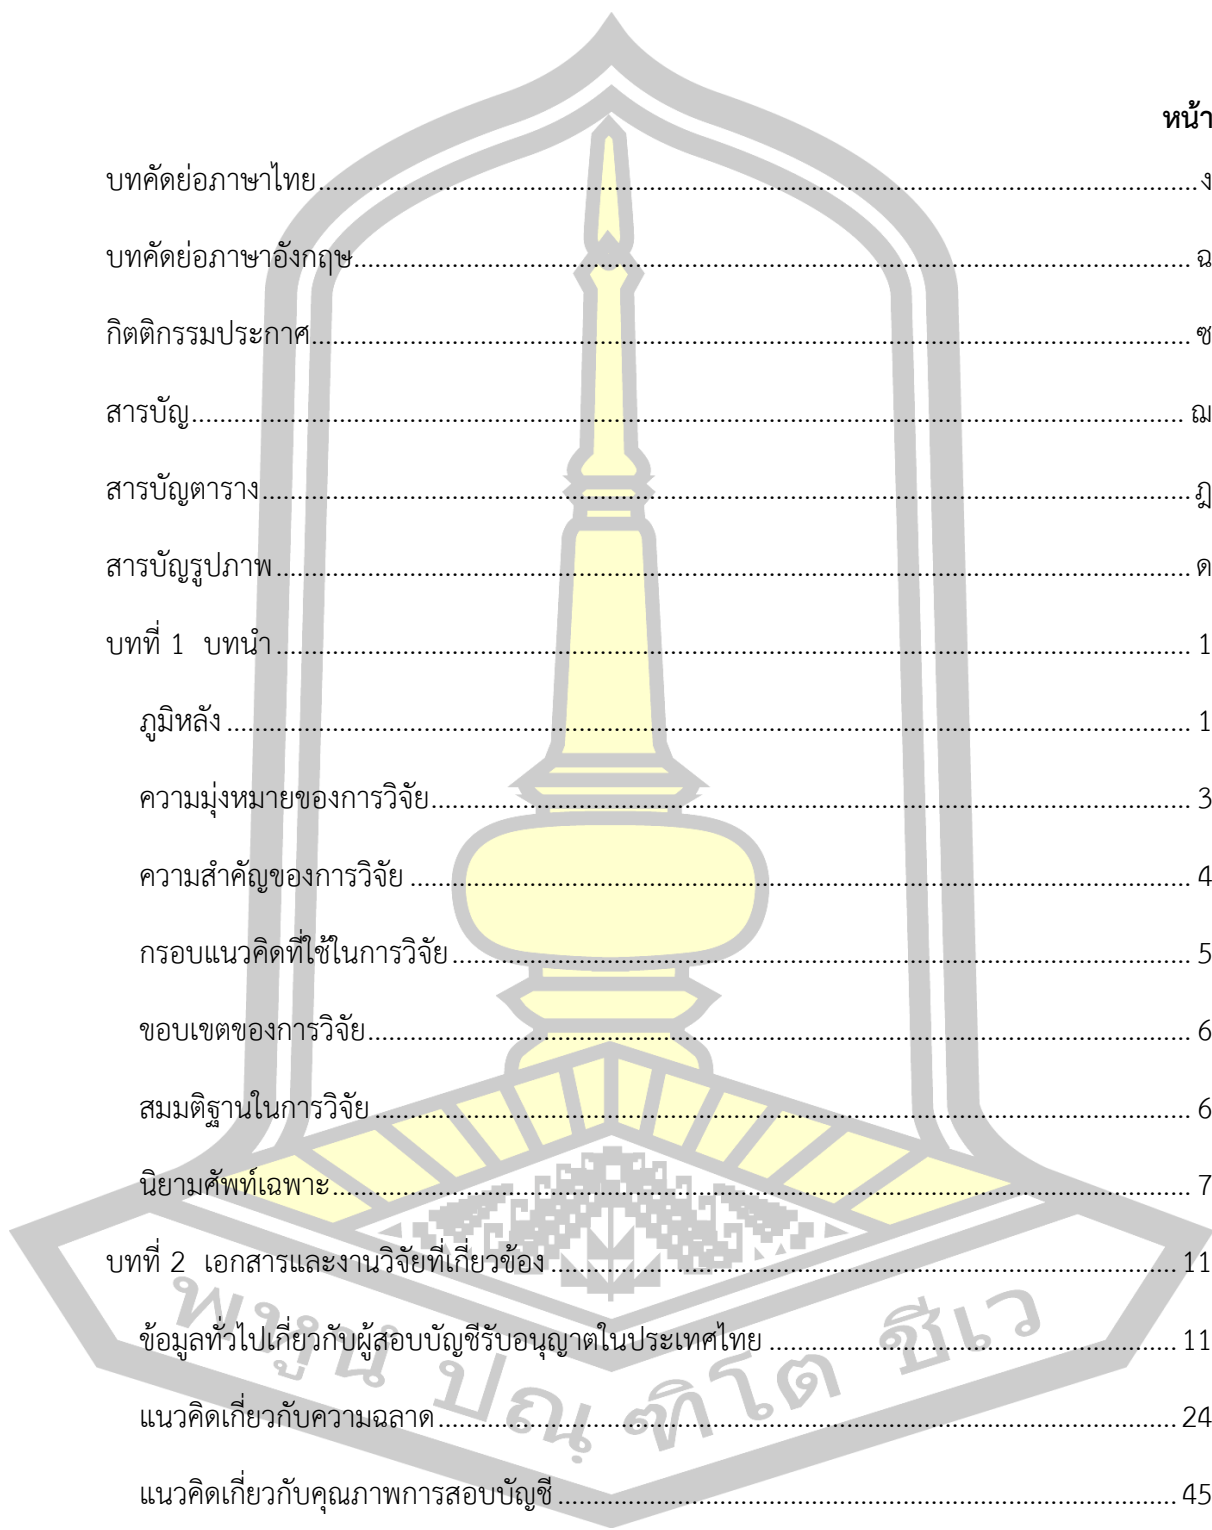 หน้า
บทคัดย่อภาษาไทย....................ง
บทคัดย่อภาษาอังกฤษ....................ฉ
กิตติกรรมประกาศ....................ซ
สารบัญ....................ฌ
สารบัญตาราง....................ฎ
สารบัญรูปภาพ....................ด
บทที่ 1 บทนำ....................1
ภูมิหลัง....................1
ความมุ่งหมายของการวิจัย....................3
ความสำคัญของการวิจัย....................4
กรอบแนวคิดที่ใช้ในการวิจัย....................5
ขอบเขตของการวิจัย....................6
สมมติฐานในการวิจัย....................6
นิยามศัพท์เฉพาะ....................7
บทที่ 2 เอกสารและงานวิจัยที่เกี่ยวข้อง....................11
ข้อมูลทั่วไปเกี่ยวกับผู้สอบบัญชีรับอนุญาตในประเทศไทย....................11
แนวคิดเกี่ยวกับความฉลาด....................24
แนวคิดเกี่ยวกับคุณภาพการสอบบัญชี....................45
พหูนํ ปณฺฑิโต ชีเว